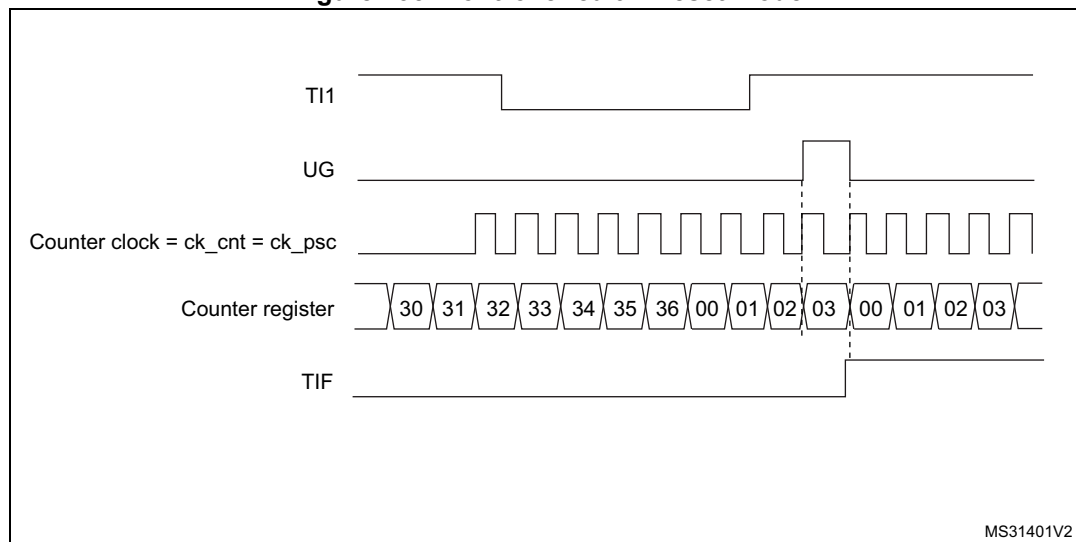 TI1
UG
Counter clock = ck_cnt = ck_psc
Counter register 30 31 32 33 34 35 36 00 01 02 03 00 01 02 03
TIF
MS31401V2